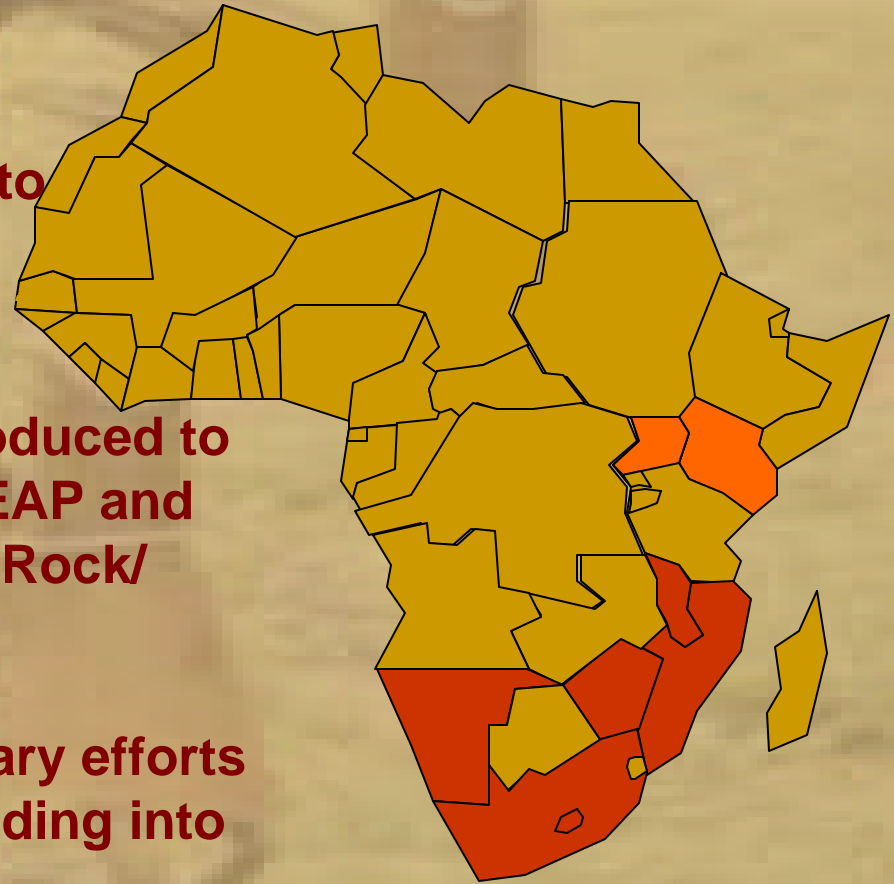 to
oduced to
EAP and
Rock/
ary efforts
ding into